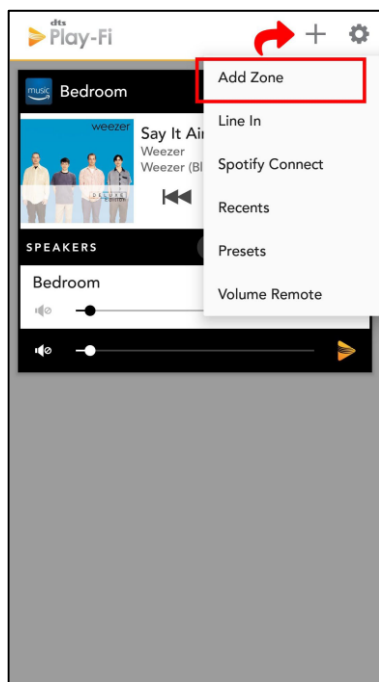 dts
Play-Fi
Add Zone
music
Bedroom
Line In
weezer
Say It Ai
Weezer
Weezer (Bl
Spotify Connect
Recents
SPEAKERS
Presets
Bedroom
Volume Remote